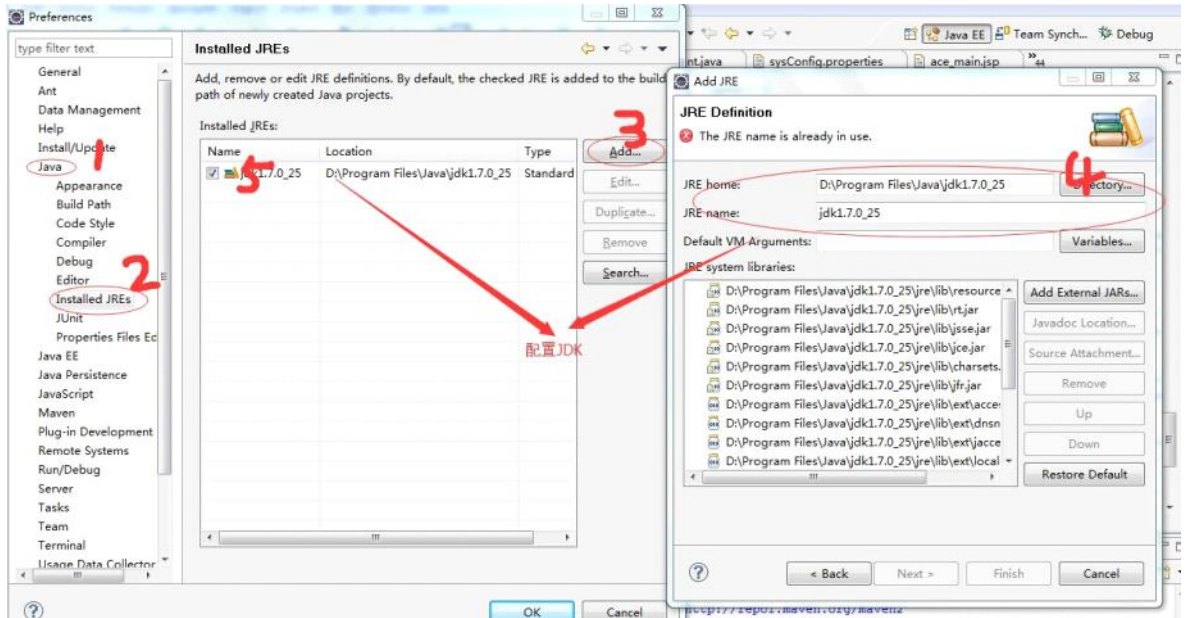 Preferences
type filter text
General
Ant
Data Management
Help
Install/Update
Java
Appearance
Build Path
Code Style
Compiler
Debug
Editor
Installed JREs
JUnit
Properties Files Ec
Java EE
Java Persistence
JavaScript
Maven
Plug-in Development
Remote Systems
Run/Debug
Server
Tasks
Team
Terminal
Usage Data Collector
1
2
Installed JREs
Add, remove or edit JRE definitions. By default, the checked JRE is added to the build
path of newly created Java projects.
Installed JREs:
Name Location Type
jdk1.7.0_25 D:\Program Files\Java\jdk1.7.0_25 Standard
5
3
Add...
Edit...
Duplicate...
Remove
Search...
配置JDK
OK Cancel
Java EE Team Synch... Debug
nt.java sysConfig.properties ace_main.jsp »44
Add JRE
JRE Definition
The JRE name is already in use.
4
JRE home: D:\Program Files\Java\jdk1.7.0_25 Directory...
JRE name: jdk1.7.0_25
Default VM Arguments: Variables...
JRE system libraries:
D:\Program Files\Java\jdk1.7.0_25\jre\lib\resource
D:\Program Files\Java\jdk1.7.0_25\jre\lib\rt.jar
D:\Program Files\Java\jdk1.7.0_25\jre\lib\jsse.jar
D:\Program Files\Java\jdk1.7.0_25\jre\lib\jce.jar
D:\Program Files\Java\jdk1.7.0_25\jre\lib\charsets.
D:\Program Files\Java\jdk1.7.0_25\jre\lib\jfr.jar
D:\Program Files\Java\jdk1.7.0_25\jre\lib\ext\acce
D:\Program Files\Java\jdk1.7.0_25\jre\lib\ext\dnsn
D:\Program Files\Java\jdk1.7.0_25\jre\lib\ext\jacce
D:\Program Files\Java\jdk1.7.0_25\jre\lib\ext\local
Add External JARs...
Javadoc Location...
Source Attachment...
Remove
Up
Down
Restore Default
< Back Next > Finish Cancel
http://repo1.maven.org/maven2